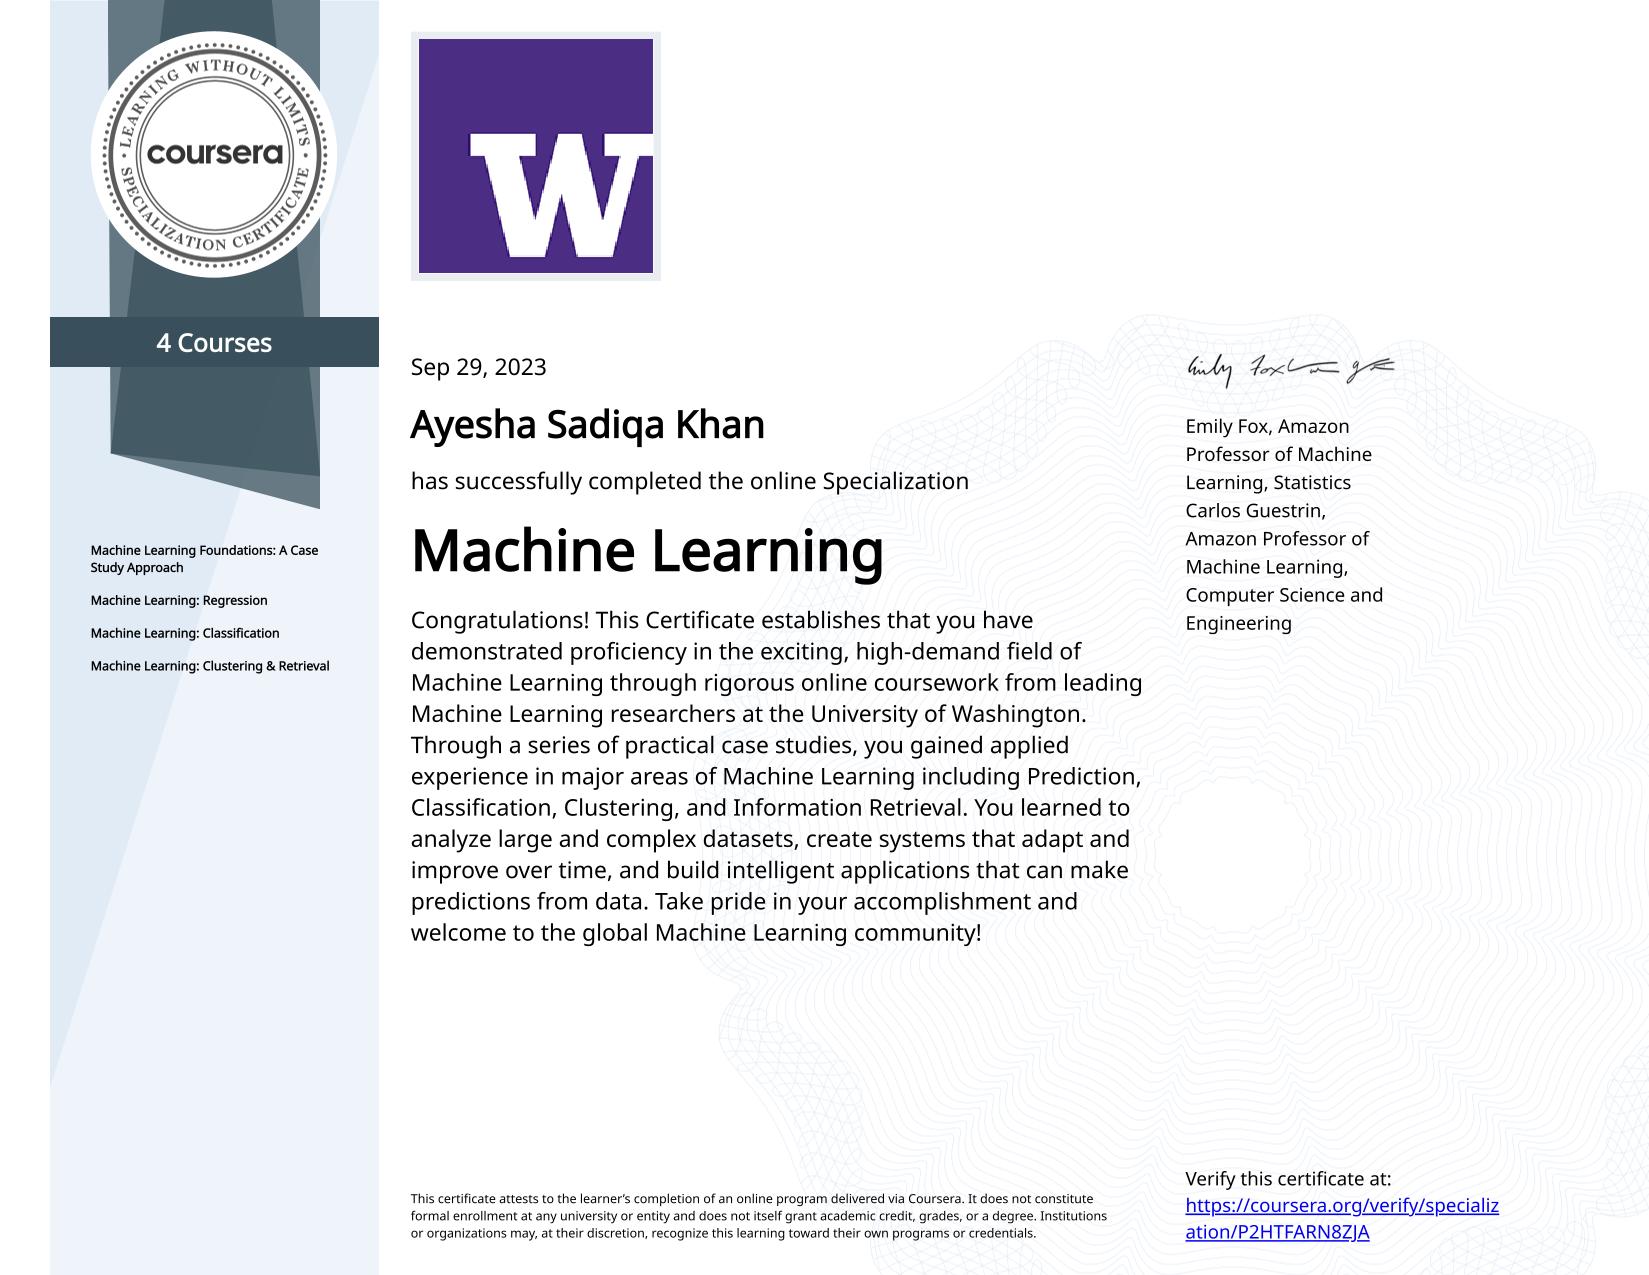 LEARNING WITHOUT LIMITS
coursera
SPECIALIZATION CERTIFICATE
4 Courses
Machine Learning Foundations: A Case
Study Approach
Machine Learning: Regression
Machine Learning: Classification
Machine Learning: Clustering & Retrieval
W
Sep 29, 2023
Ayesha Sadiqa Khan
has successfully completed the online Specialization
Machine Learning
Congratulations! This Certificate establishes that you have
demonstrated proficiency in the exciting, high-demand field of
Machine Learning through rigorous online coursework from leading
Machine Learning researchers at the University of Washington.
Through a series of practical case studies, you gained applied
experience in major areas of Machine Learning including Prediction,
Classification, Clustering, and Information Retrieval. You learned to
analyze large and complex datasets, create systems that adapt and
improve over time, and build intelligent applications that can make
predictions from data. Take pride in your accomplishment and
welcome to the global Machine Learning community!
Emily Fox
Emily Fox, Amazon
Professor of Machine
Learning, Statistics
Carlos Guestrin,
Amazon Professor of
Machine Learning,
Computer Science and
Engineering
This certificate attests to the learner’s completion of an online program delivered via Coursera. It does not constitute
formal enrollment at any university or entity and does not itself grant academic credit, grades, or a degree. Institutions
or organizations may, at their discretion, recognize this learning toward their own programs or credentials.
Verify this certificate at:
https://coursera.org/verify/specializ
ation/P2HTFARN8ZJA